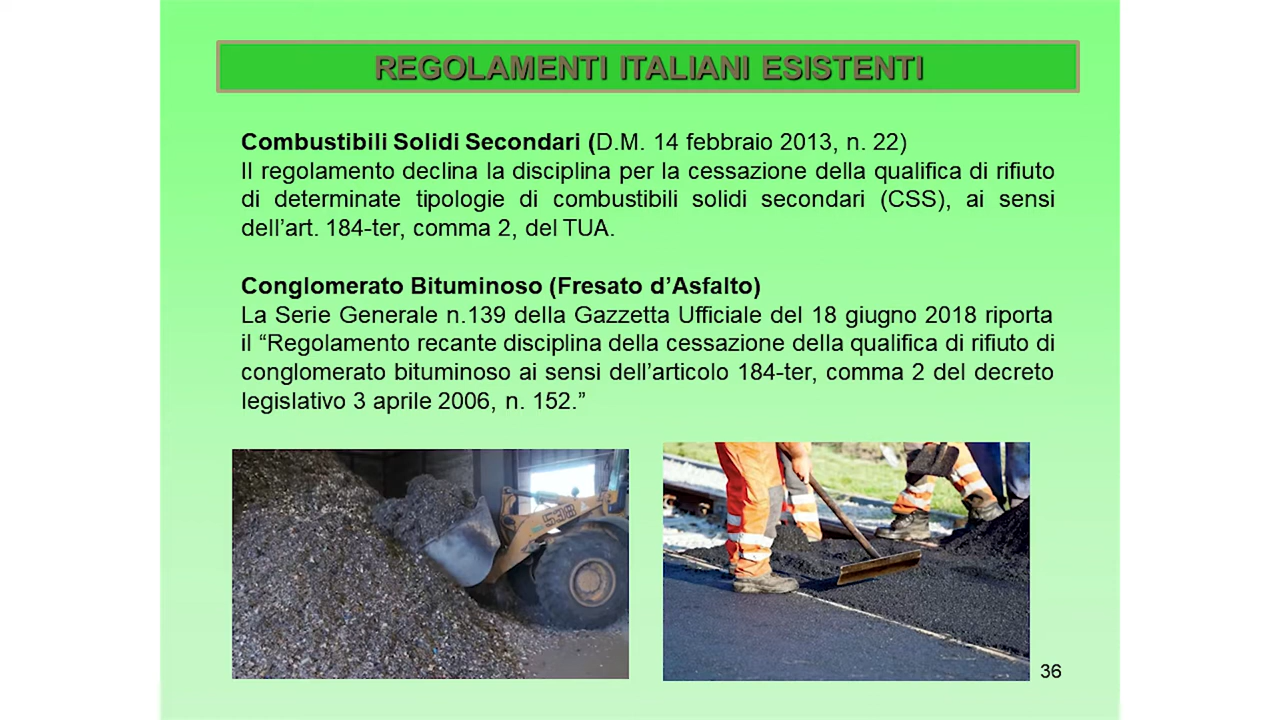 REGOLAMENTI ITALIANI ESISTENTI
Combustibili Solidi Secondari (D.M. 14 febbraio 2013, n. 22)
Il regolamento declina la disciplina per la cessazione della qualifica di rifiuto
di determinate tipologie di combustibili solidi secondari (CSS), ai sensi
dell’art. 184-ter, comma 2, del TUA.
Conglomerato Bituminoso (Fresato d’Asfalto)
La Serie Generale n.139 della Gazzetta Ufficiale del 18 giugno 2018 riporta
il “Regolamento recante disciplina della cessazione della qualifica di rifiuto di
conglomerato bituminoso ai sensi dell’articolo 184-ter, comma 2 del decreto
legislativo 3 aprile 2006, n. 152.”
36